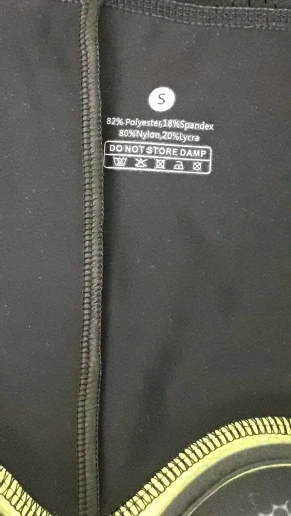 S
82% Polyester,18%Spandex
80%Nylon,20%Lycra
DO NOT STORE DAMP